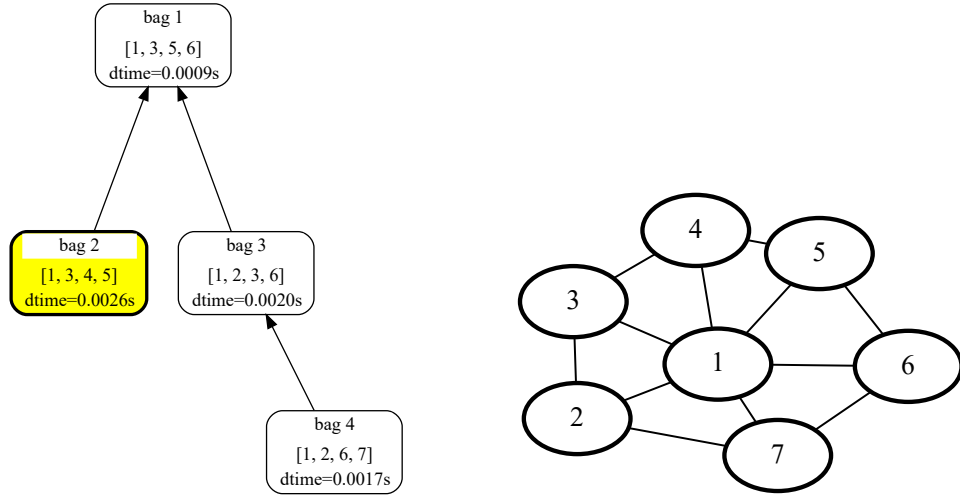 bag 1
[1, 3, 5, 6]
dtime=0.0009s
bag 2
[1, 3, 4, 5]
dtime=0.0026s
bag 3
[1, 2, 3, 6]
dtime=0.0020s
bag 4
[1, 2, 6, 7]
dtime=0.0017s
4
5
3
1
6
2
7